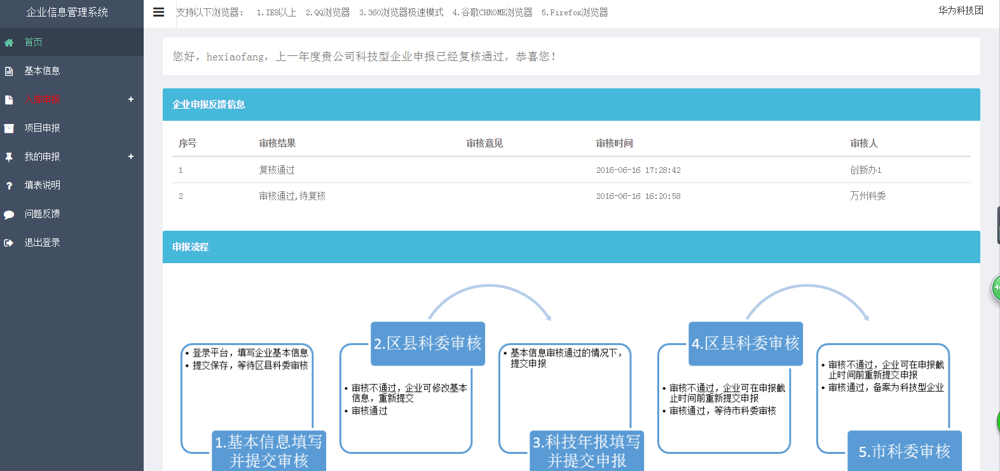 企业信息管理系统
支持以下浏览器： 1.IE8以上 2.QQ浏览器 3.360浏览器极速模式 4.谷歌CHROME浏览器 5.Firefox浏览器
华为科技团
首页
基本信息
项目申报
我的申报
填表说明
问题反馈
退出登录
您好，hexiaofang，上一年度贵公司科技型企业申报已经复核通过，恭喜您！
企业申报反馈信息
序号 审核结果 审核意见 审核时间 审核人
1 复核通过 2016-06-16 17:28:42 创新办1
2 审核通过,待复核 2016-06-16 16:20:58 万州科委
申报流程
• 登录平台，填写企业基本信息
• 提交保存，等待区县科委审核
1.基本信息填写
并提交审核
2.区县科委审核
• 审核不通过，企业可修改基本
信息，重新提交
• 审核通过
• 基本信息审核通过的情况下，
提交申报
3.科技年报填写
并提交申报
4.区县科委审核
• 审核不通过，企业可在申报截
止时间前重新提交申报
• 审核通过，等待市科委审核
• 审核不通过，企业可在申报截
止时间前重新提交申报
• 审核通过，备案为科技型企业
5.市科委审核